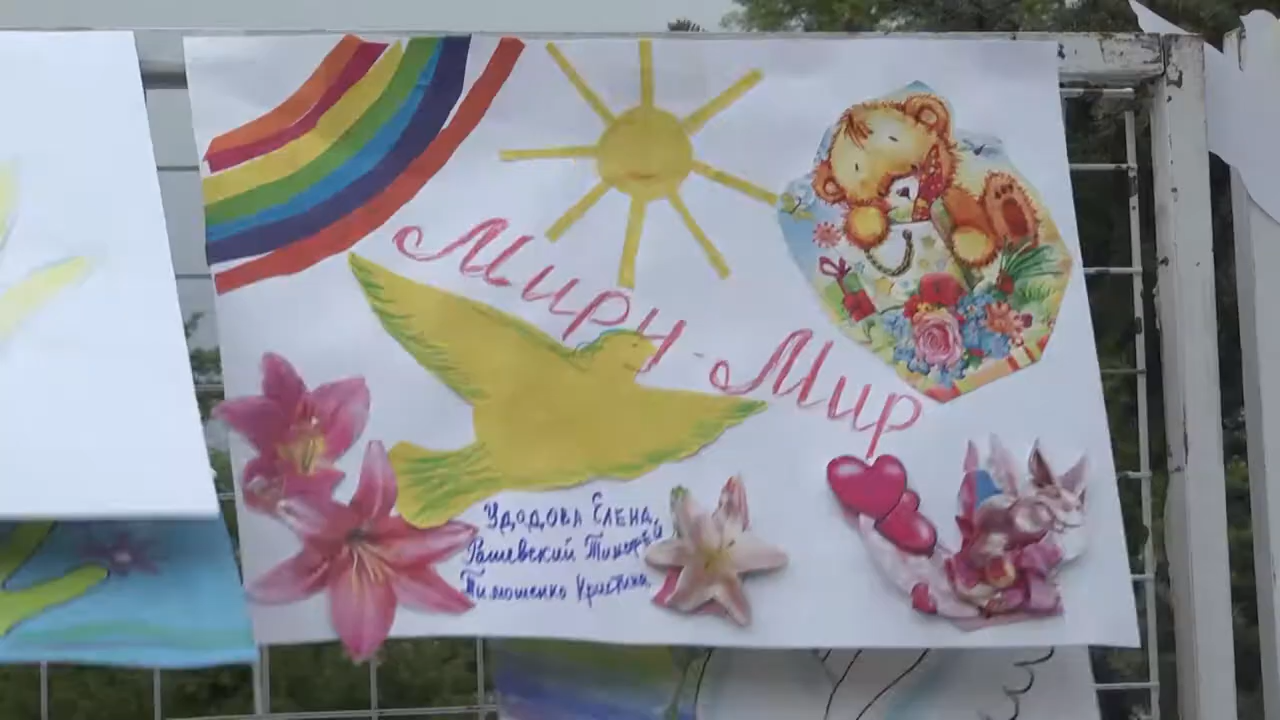 Миру - Мир
Удодова Елена,
Рашевский Тимофей
Тимошенко Кристина,